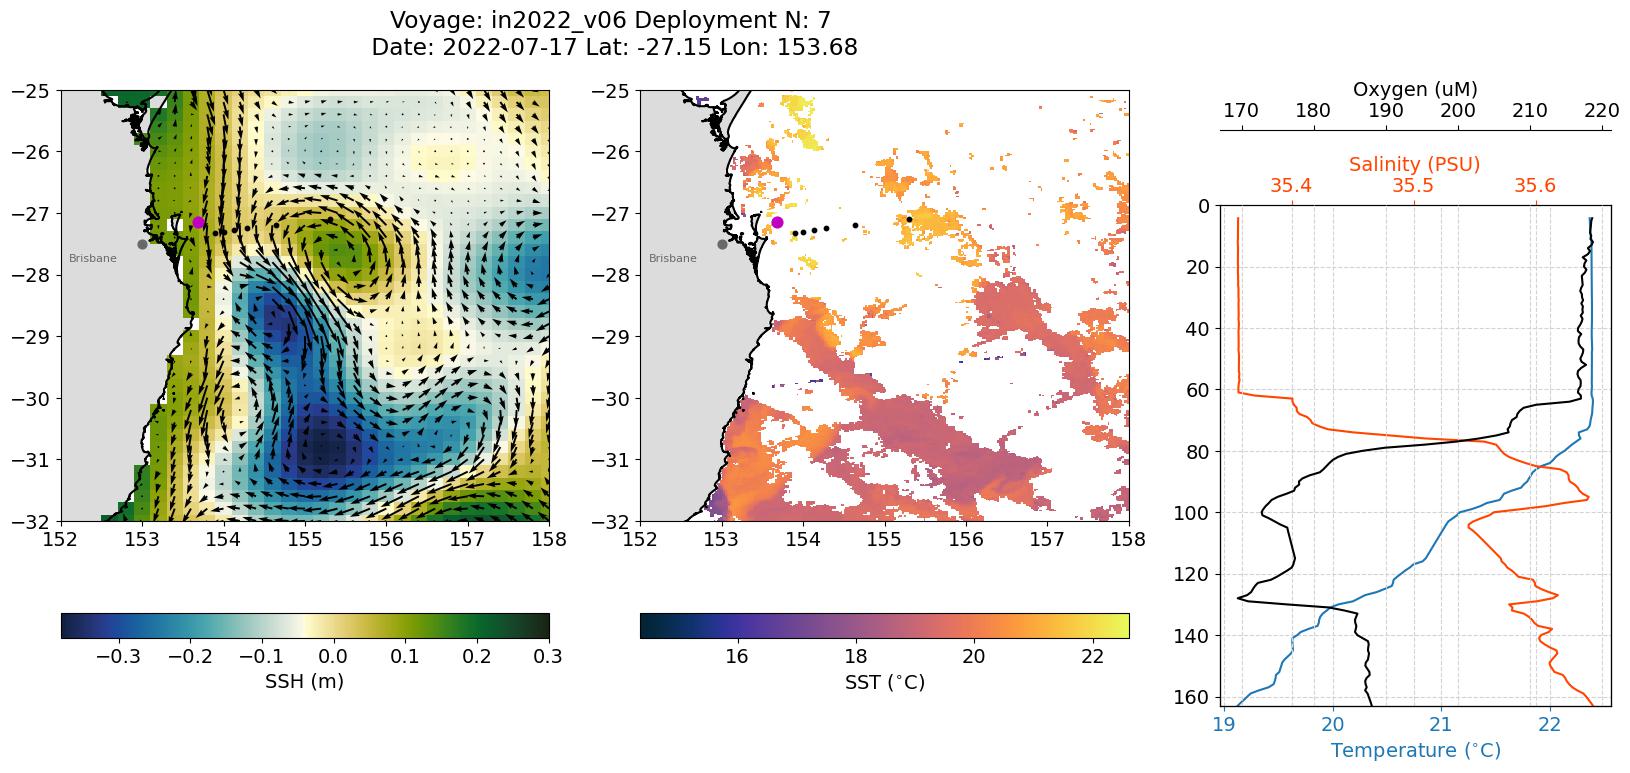 Voyage: in2022_v06 Deployment N: 7
Date: 2022-07-17 Lat: -27.15 Lon: 153.68
−25
−26
−27
−28
−29
−30
−31
−32
152 153 154 155 156 157 158
Brisbane
−0.3 −0.2 −0.1 0.0 0.1 0.2 0.3
SSH (m)
−25
−26
−27
−28
−29
−30
−31
−32
152 153 154 155 156 157 158
Brisbane
16 18 20 22
SST (°C)
Oxygen (uM)
170 180 190 200 210 220
Salinity (PSU)
35.4 35.5 35.6
0
20
40
60
80
100
120
140
160
19 20 21 22
Temperature (°C)